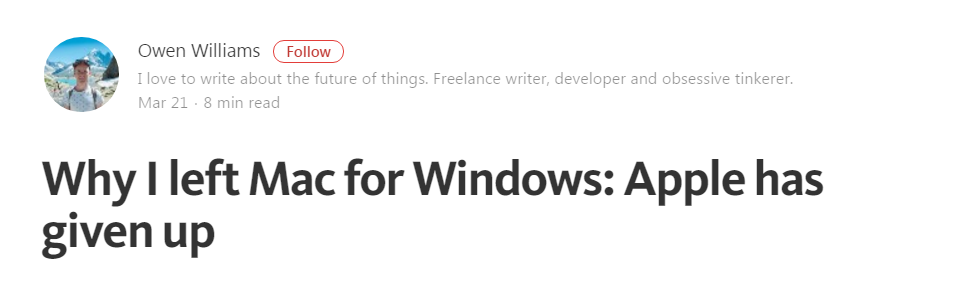 Owen Williams Follow
I love to write about the future of things. Freelance writer, developer and obsessive tinkerer.
Mar 21 · 8 min read
Why I left Mac for Windows: Apple has
given up